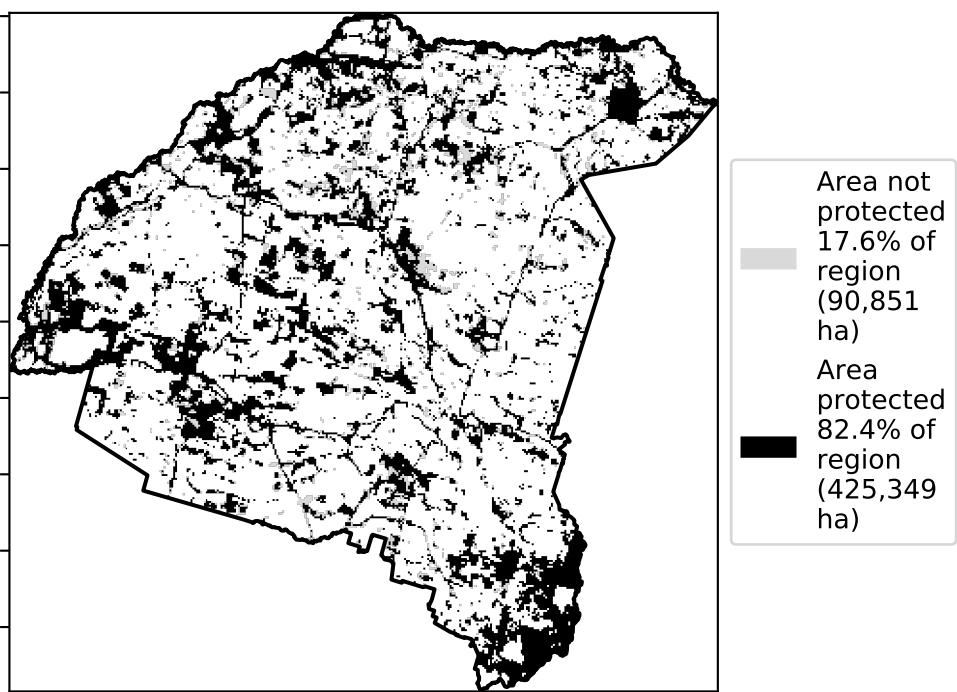 Area not
protected
17.6% of
region
(90,851
ha)
Area
protected
82.4% of
region
(425,349
ha)